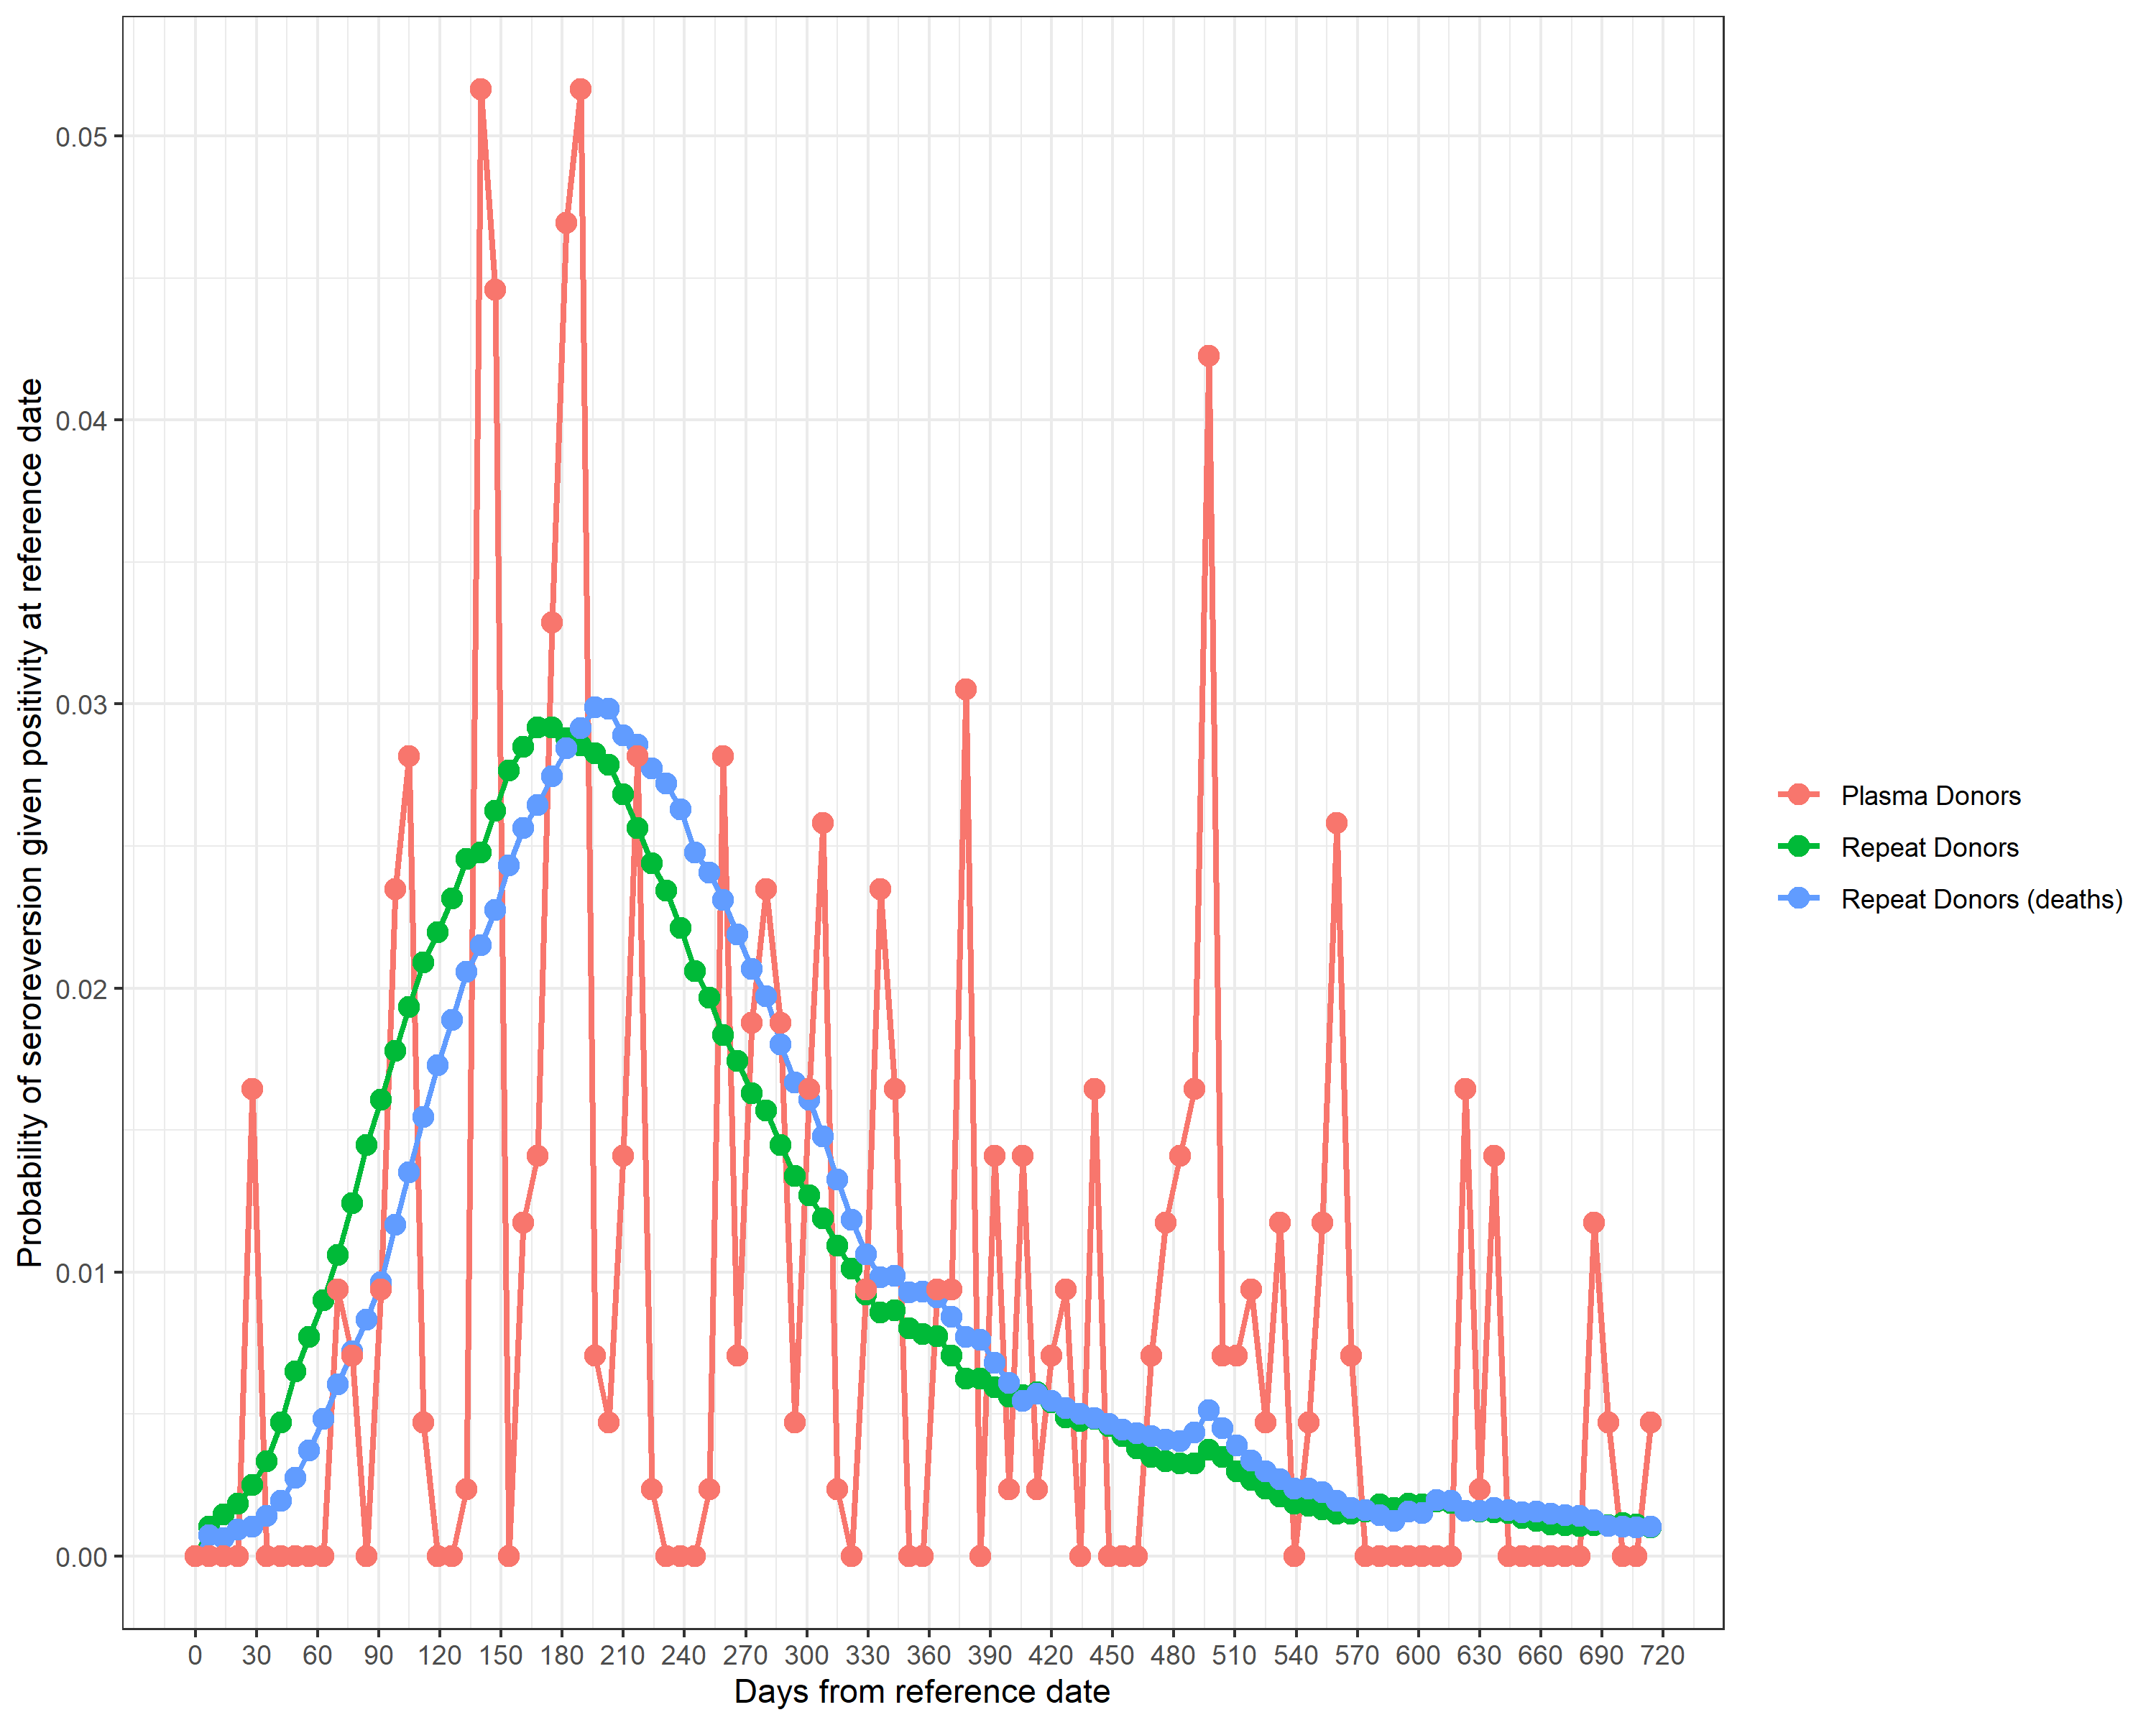 Probability of seroreversion given positivity at reference date
0.05
0.04
0.03
0.02
0.01
0.00
0 30 60 90 120 150 180 210 240 270 300 330 360 390 420 450 480 510 540 570 600 630 660 690 720
Days from reference date
Plasma Donors
Repeat Donors
Repeat Donors (deaths)